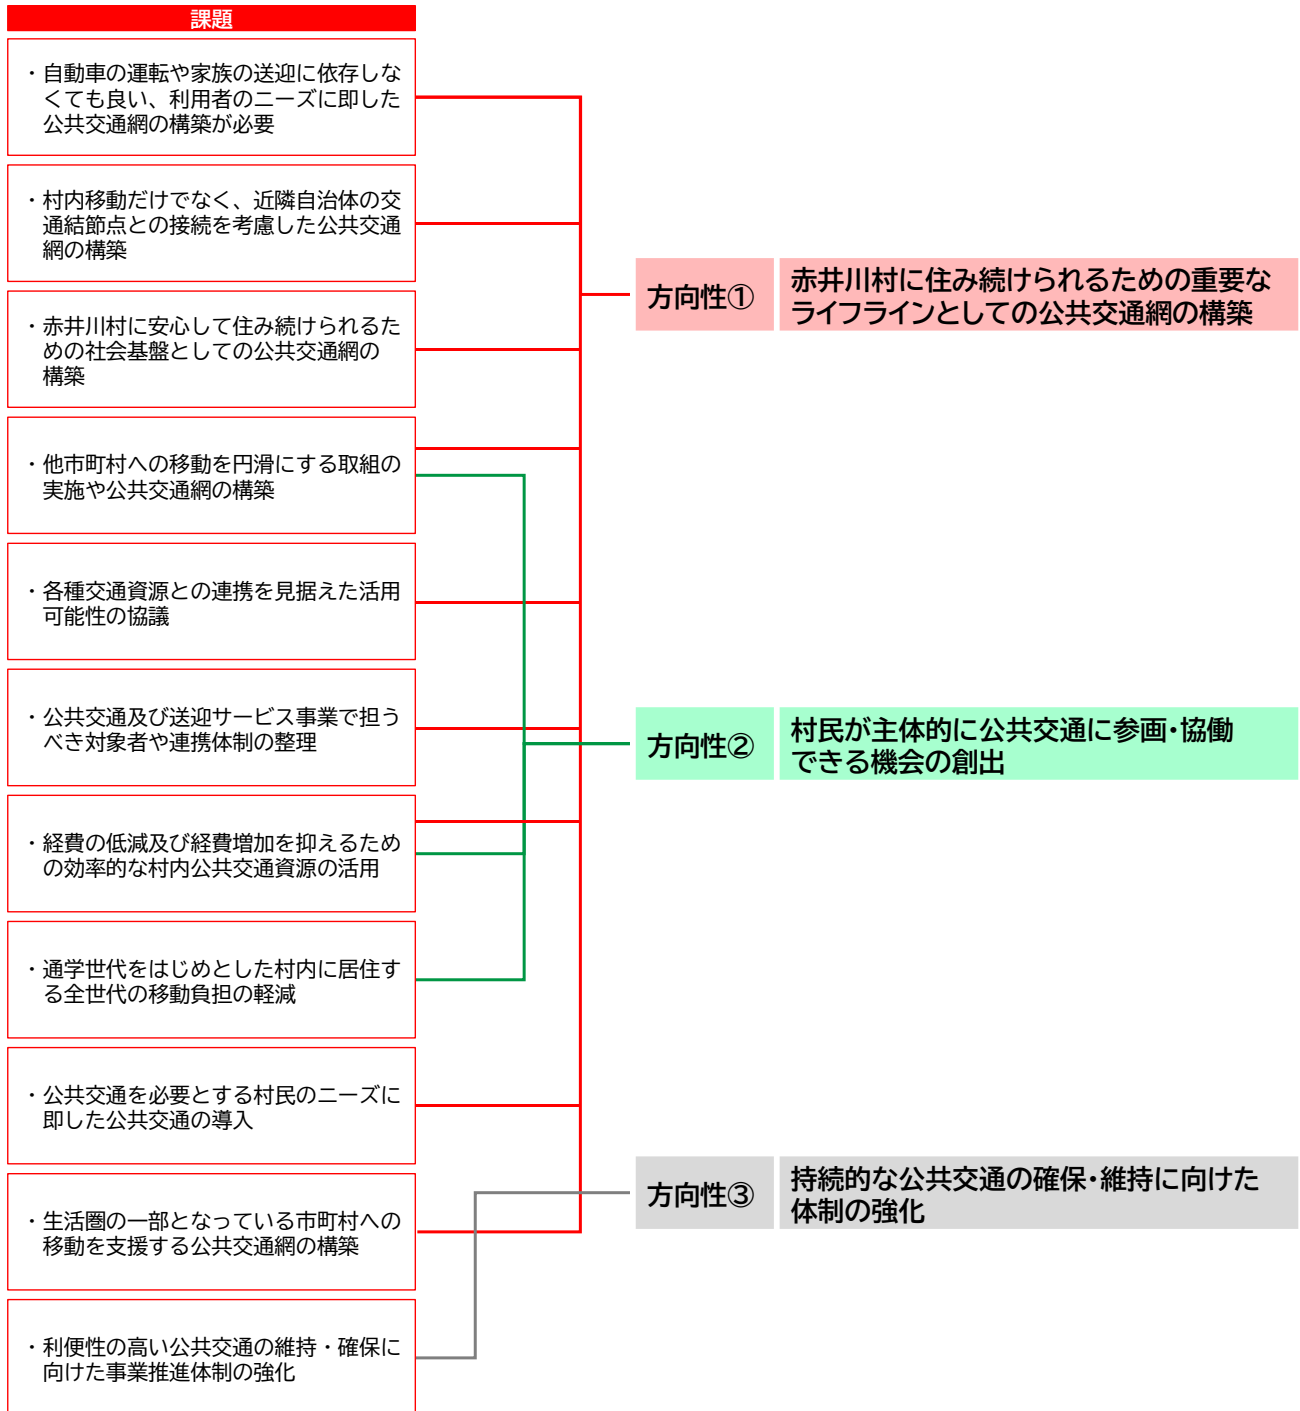 課題
・自動車の運転や家族の送迎に依存しな
くても良い、利用者のニーズに即した
公共交通網の構築が必要
・村内移動だけでなく、近隣自治体の交
通結節点との接続を考慮した公共交通
網の構築
・赤井川村に安心して住み続けられるた
めの社会基盤としての公共交通網の
構築
・他市町村への移動を円滑にする取組の
実施や公共交通網の構築
・各種交通資源との連携を見据えた活用
可能性の協議
・公共交通及び送迎サービス事業で担う
べき対象者や連携体制の整理
・経費の低減及び経費増加を抑えるため
の効率的な村内公共交通資源の活用
・通学世代をはじめとした村内に居住す
る全世代の移動負担の軽減
・公共交通を必要とする村民のニーズに
即した公共交通の導入
・生活圏の一部となっている市町村への
移動を支援する公共交通網の構築
・利便性の高い公共交通の維持・確保に
向けた事業推進体制の強化
方向性①
赤井川村に住み続けられるための重要な
ライフラインとしての公共交通網の構築
方向性②
村民が主体的に公共交通に参画・協働
できる機会の創出
方向性③
持続的な公共交通の確保・維持に向けた
体制の強化